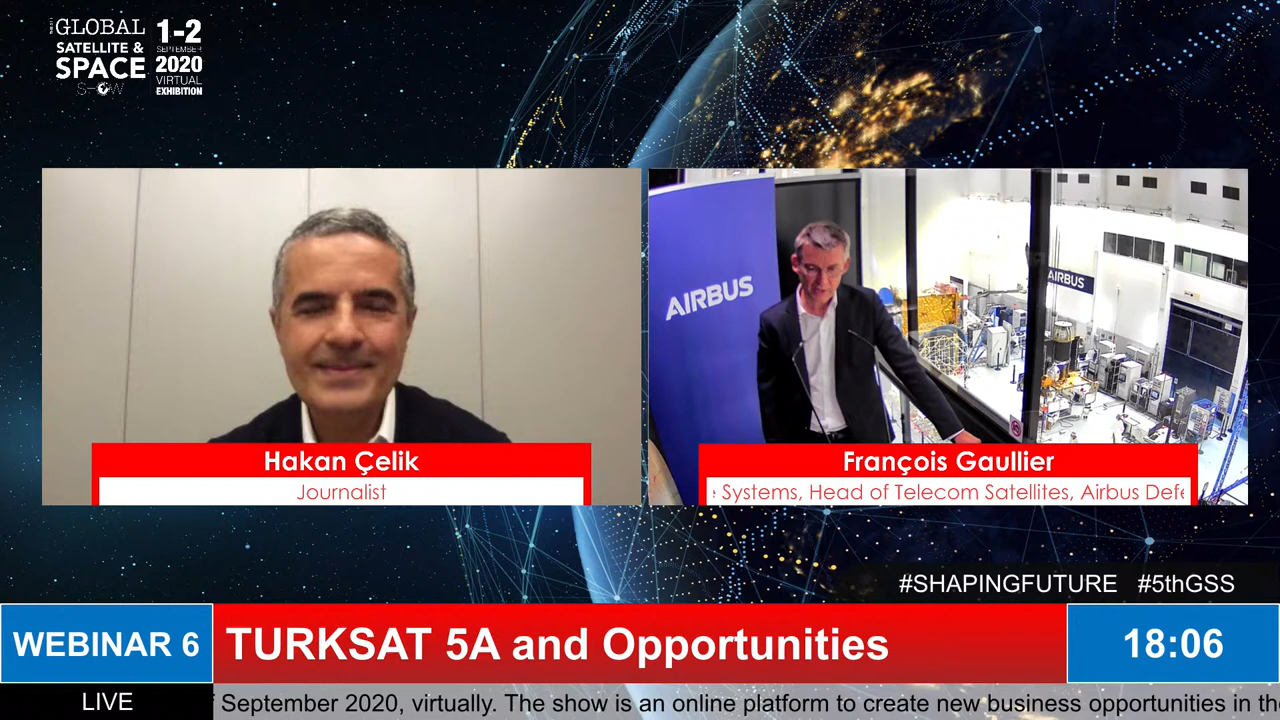 GLOBAL
SATELLITE &
SPACE
SHOW
1-2
SEPTEMBER
2020
VIRTUAL
EXHIBITION
AIRBUS
AIRBUS
Hakan Çelik
Journalist
François Gaullier
Systems, Head of Telecom Satellites, Airbus Defe
#SHAPINGFUTURE #5thGSS
WEBINAR 6
TURKSAT 5A and Opportunities
18:06
LIVE
September 2020, virtually. The show is an online platform to create new business opportunities in th